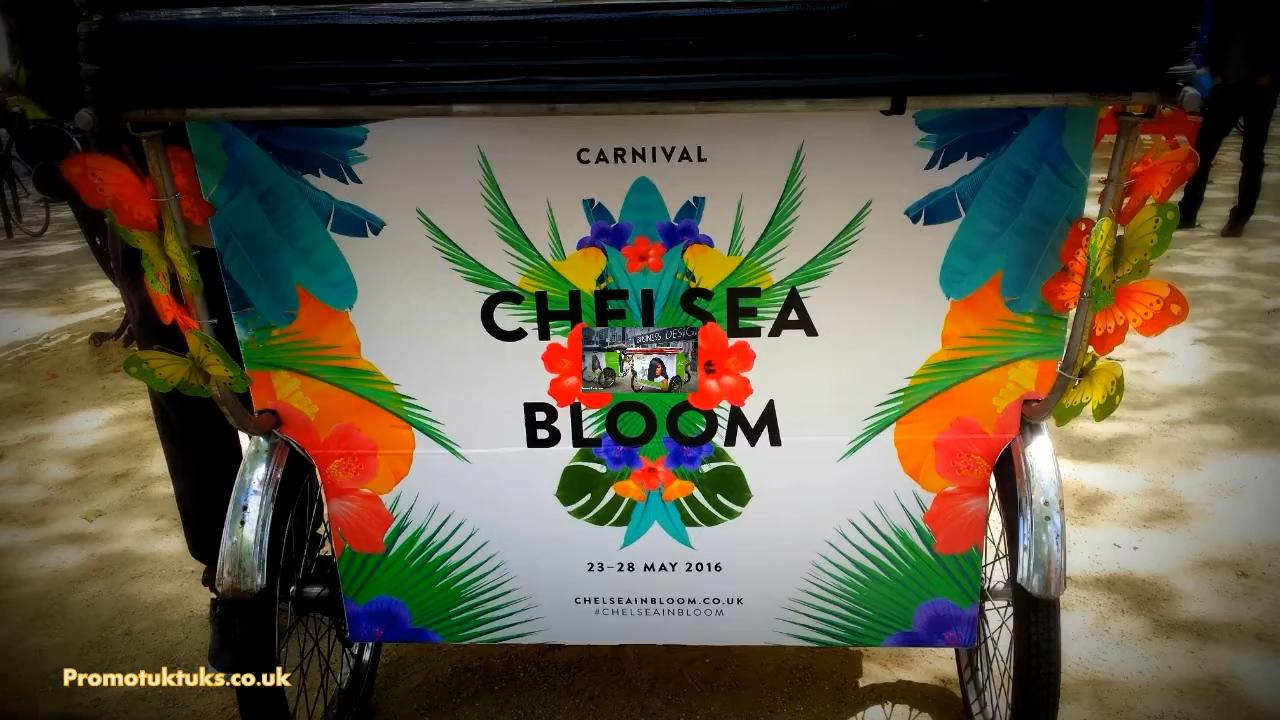 CARNIVAL
CHELSEA
BLOOM
23–28 MAY 2016
CHELSEAINBLOOM.CO.UK
#CHELSEAINBLOOM
Promotuktuks.co.uk